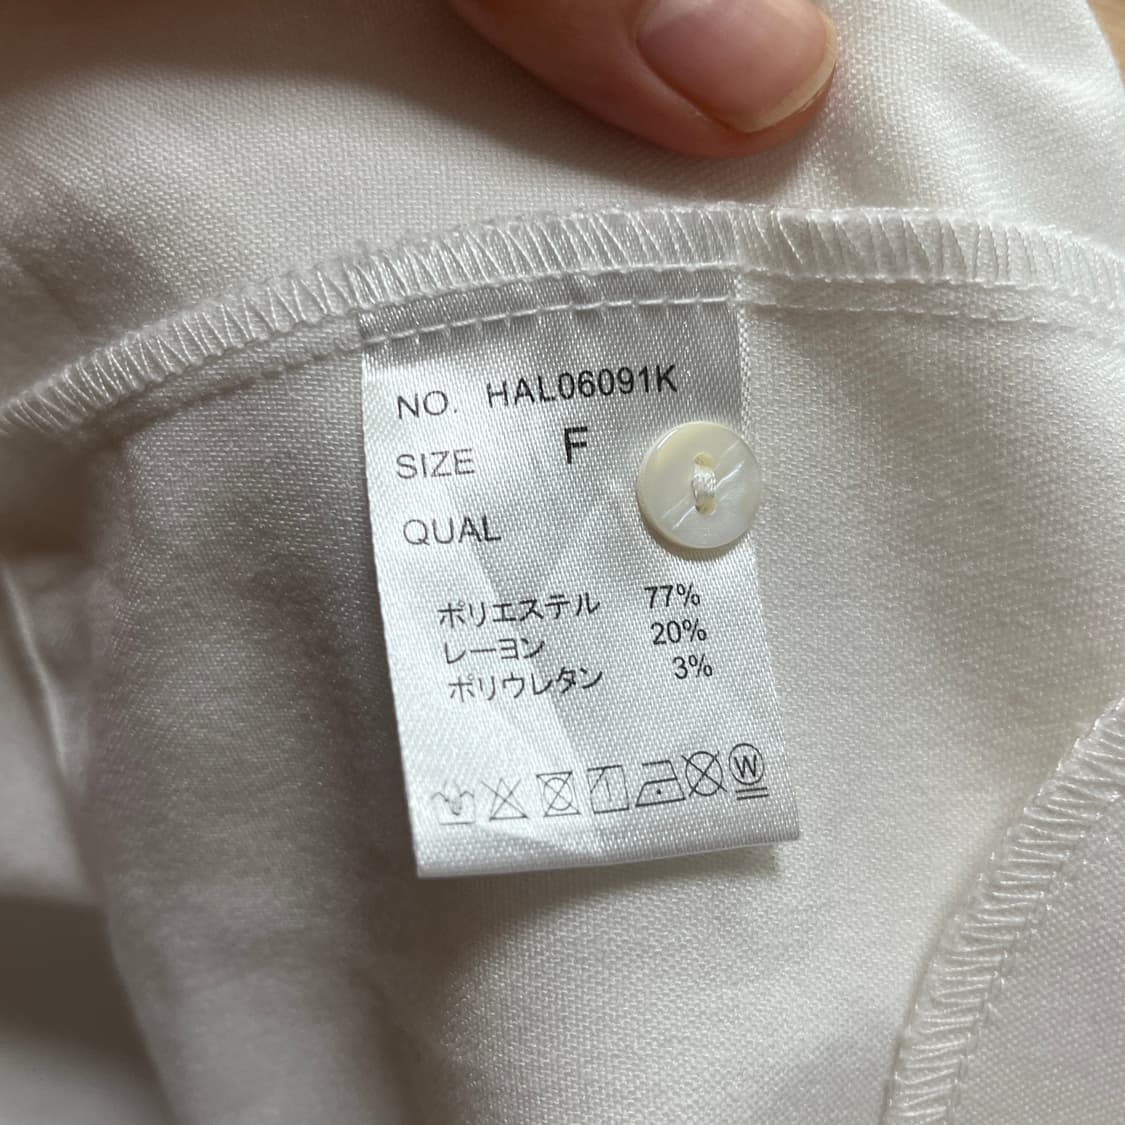 NO. HAL06091K
SIZE F
QUAL
ポリエステル 77%
レーヨン 20%
ポリウレタン 3%
W